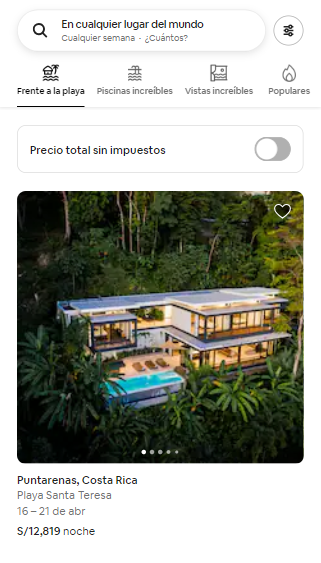 En cualquier lugar del mundo
Cualquier semana · ¿Cuántos?
Frente a la playa
Piscinas increíbles
Vistas increíbles
Populares
Precio total sin impuestos
Puntarenas, Costa Rica
Playa Santa Teresa
16 – 21 de abr
S/12,819 noche